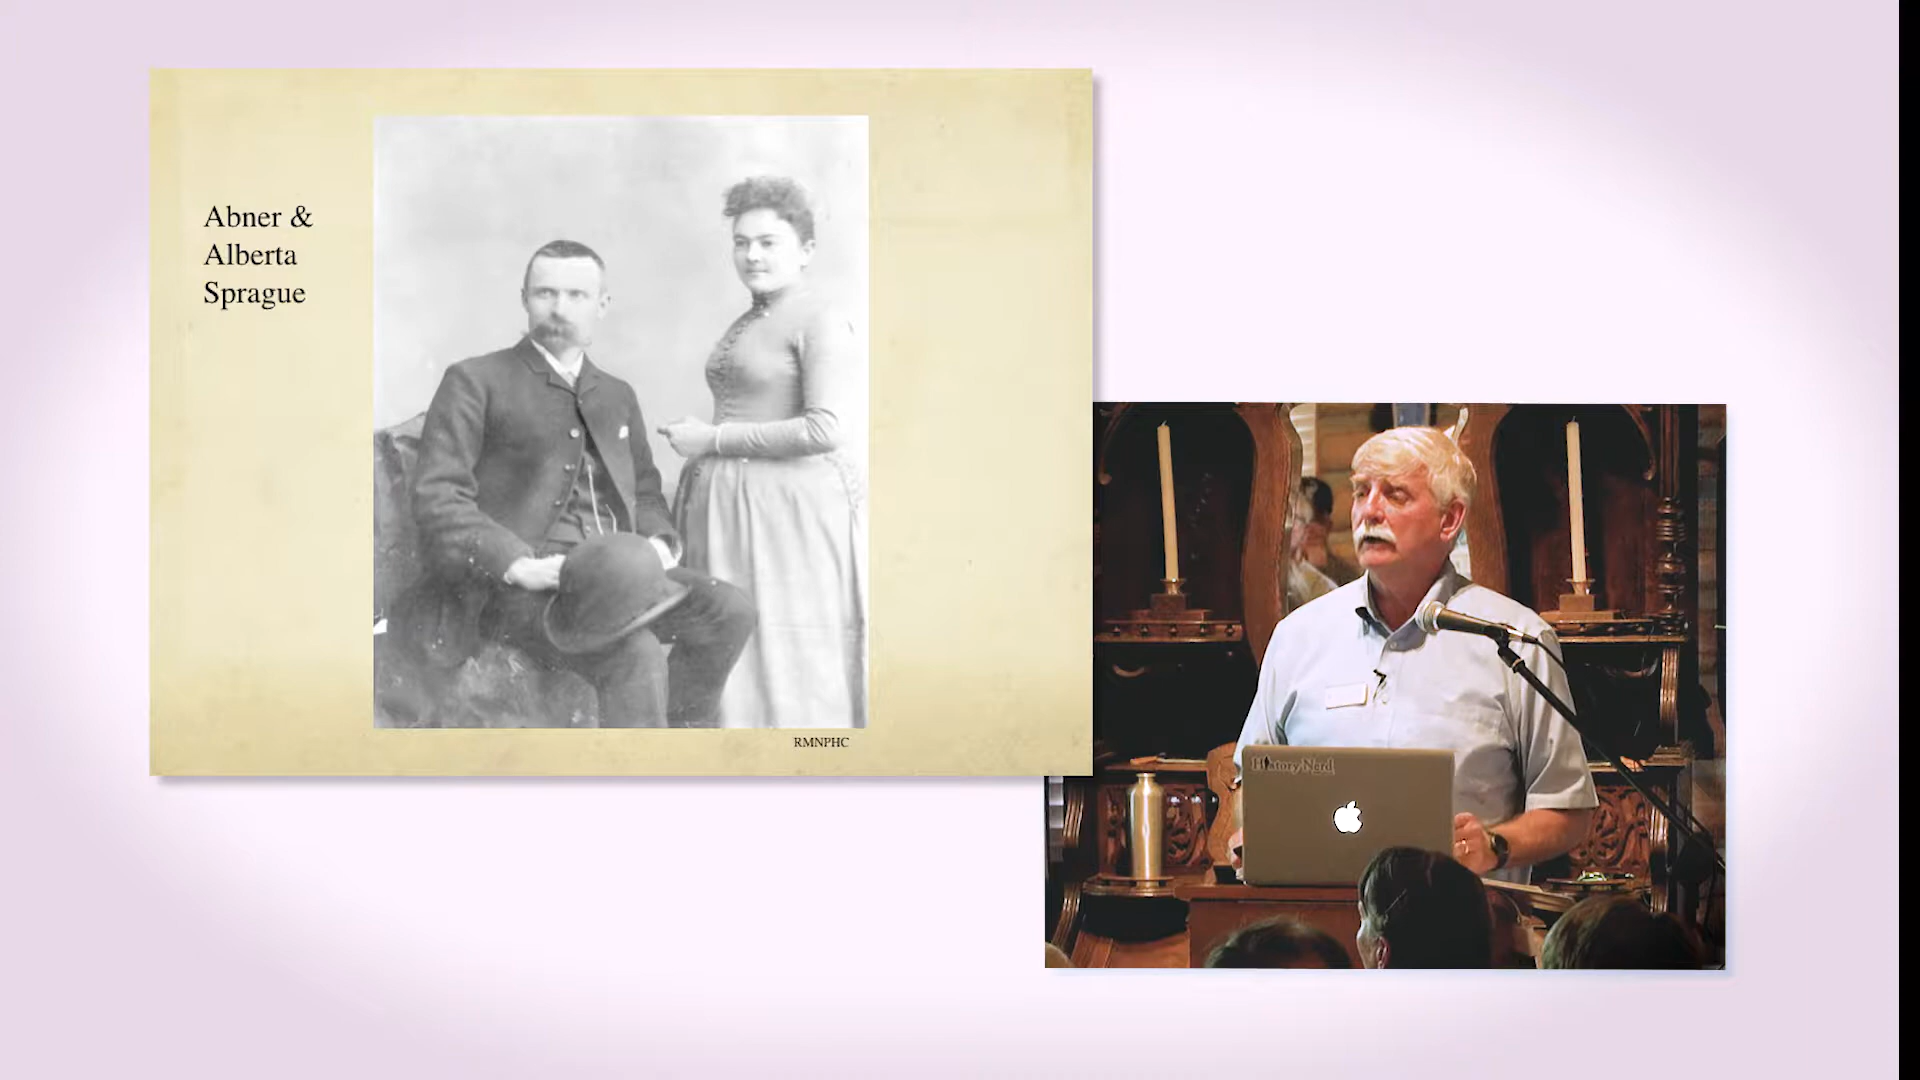 Abner &
Alberta
Sprague
RMNPHC
History Nerd